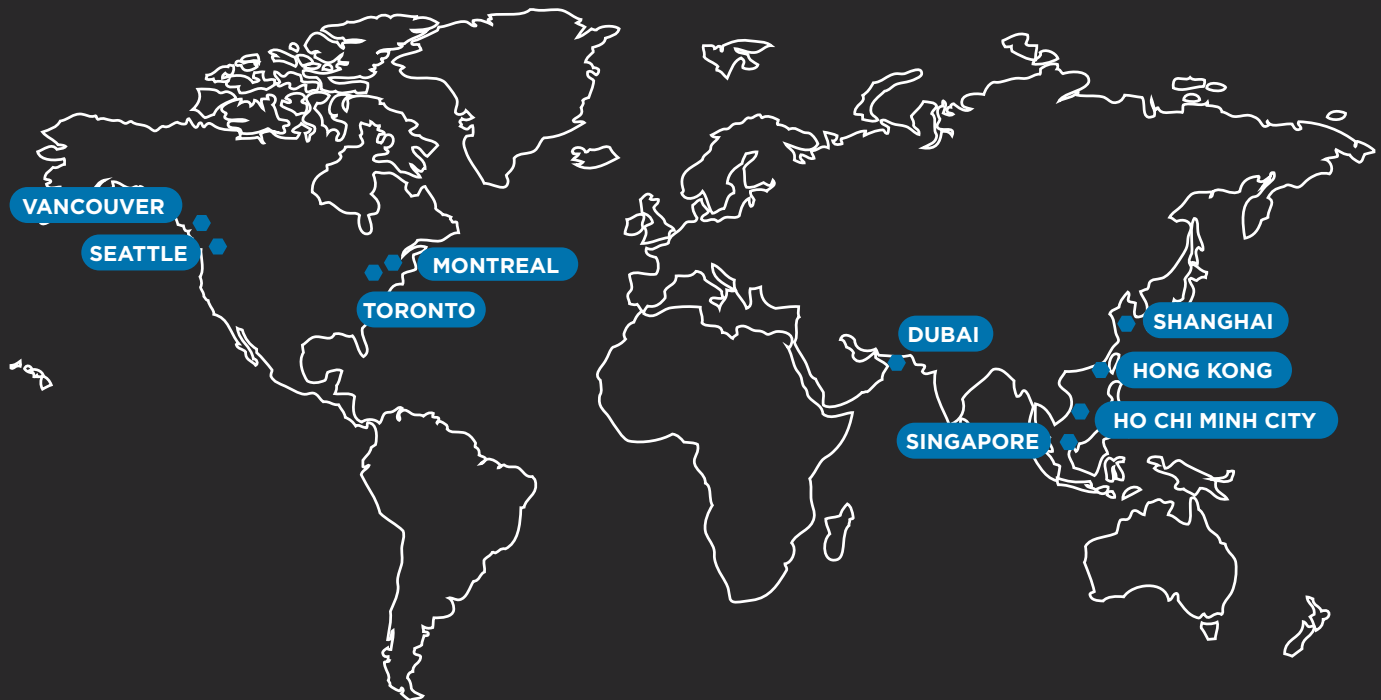 VANCOUVER
SEATTLE
MONTREAL
TORONTO
DUBAI
SHANGHAI
HONG KONG
HO CHI MINH CITY
SINGAPORE